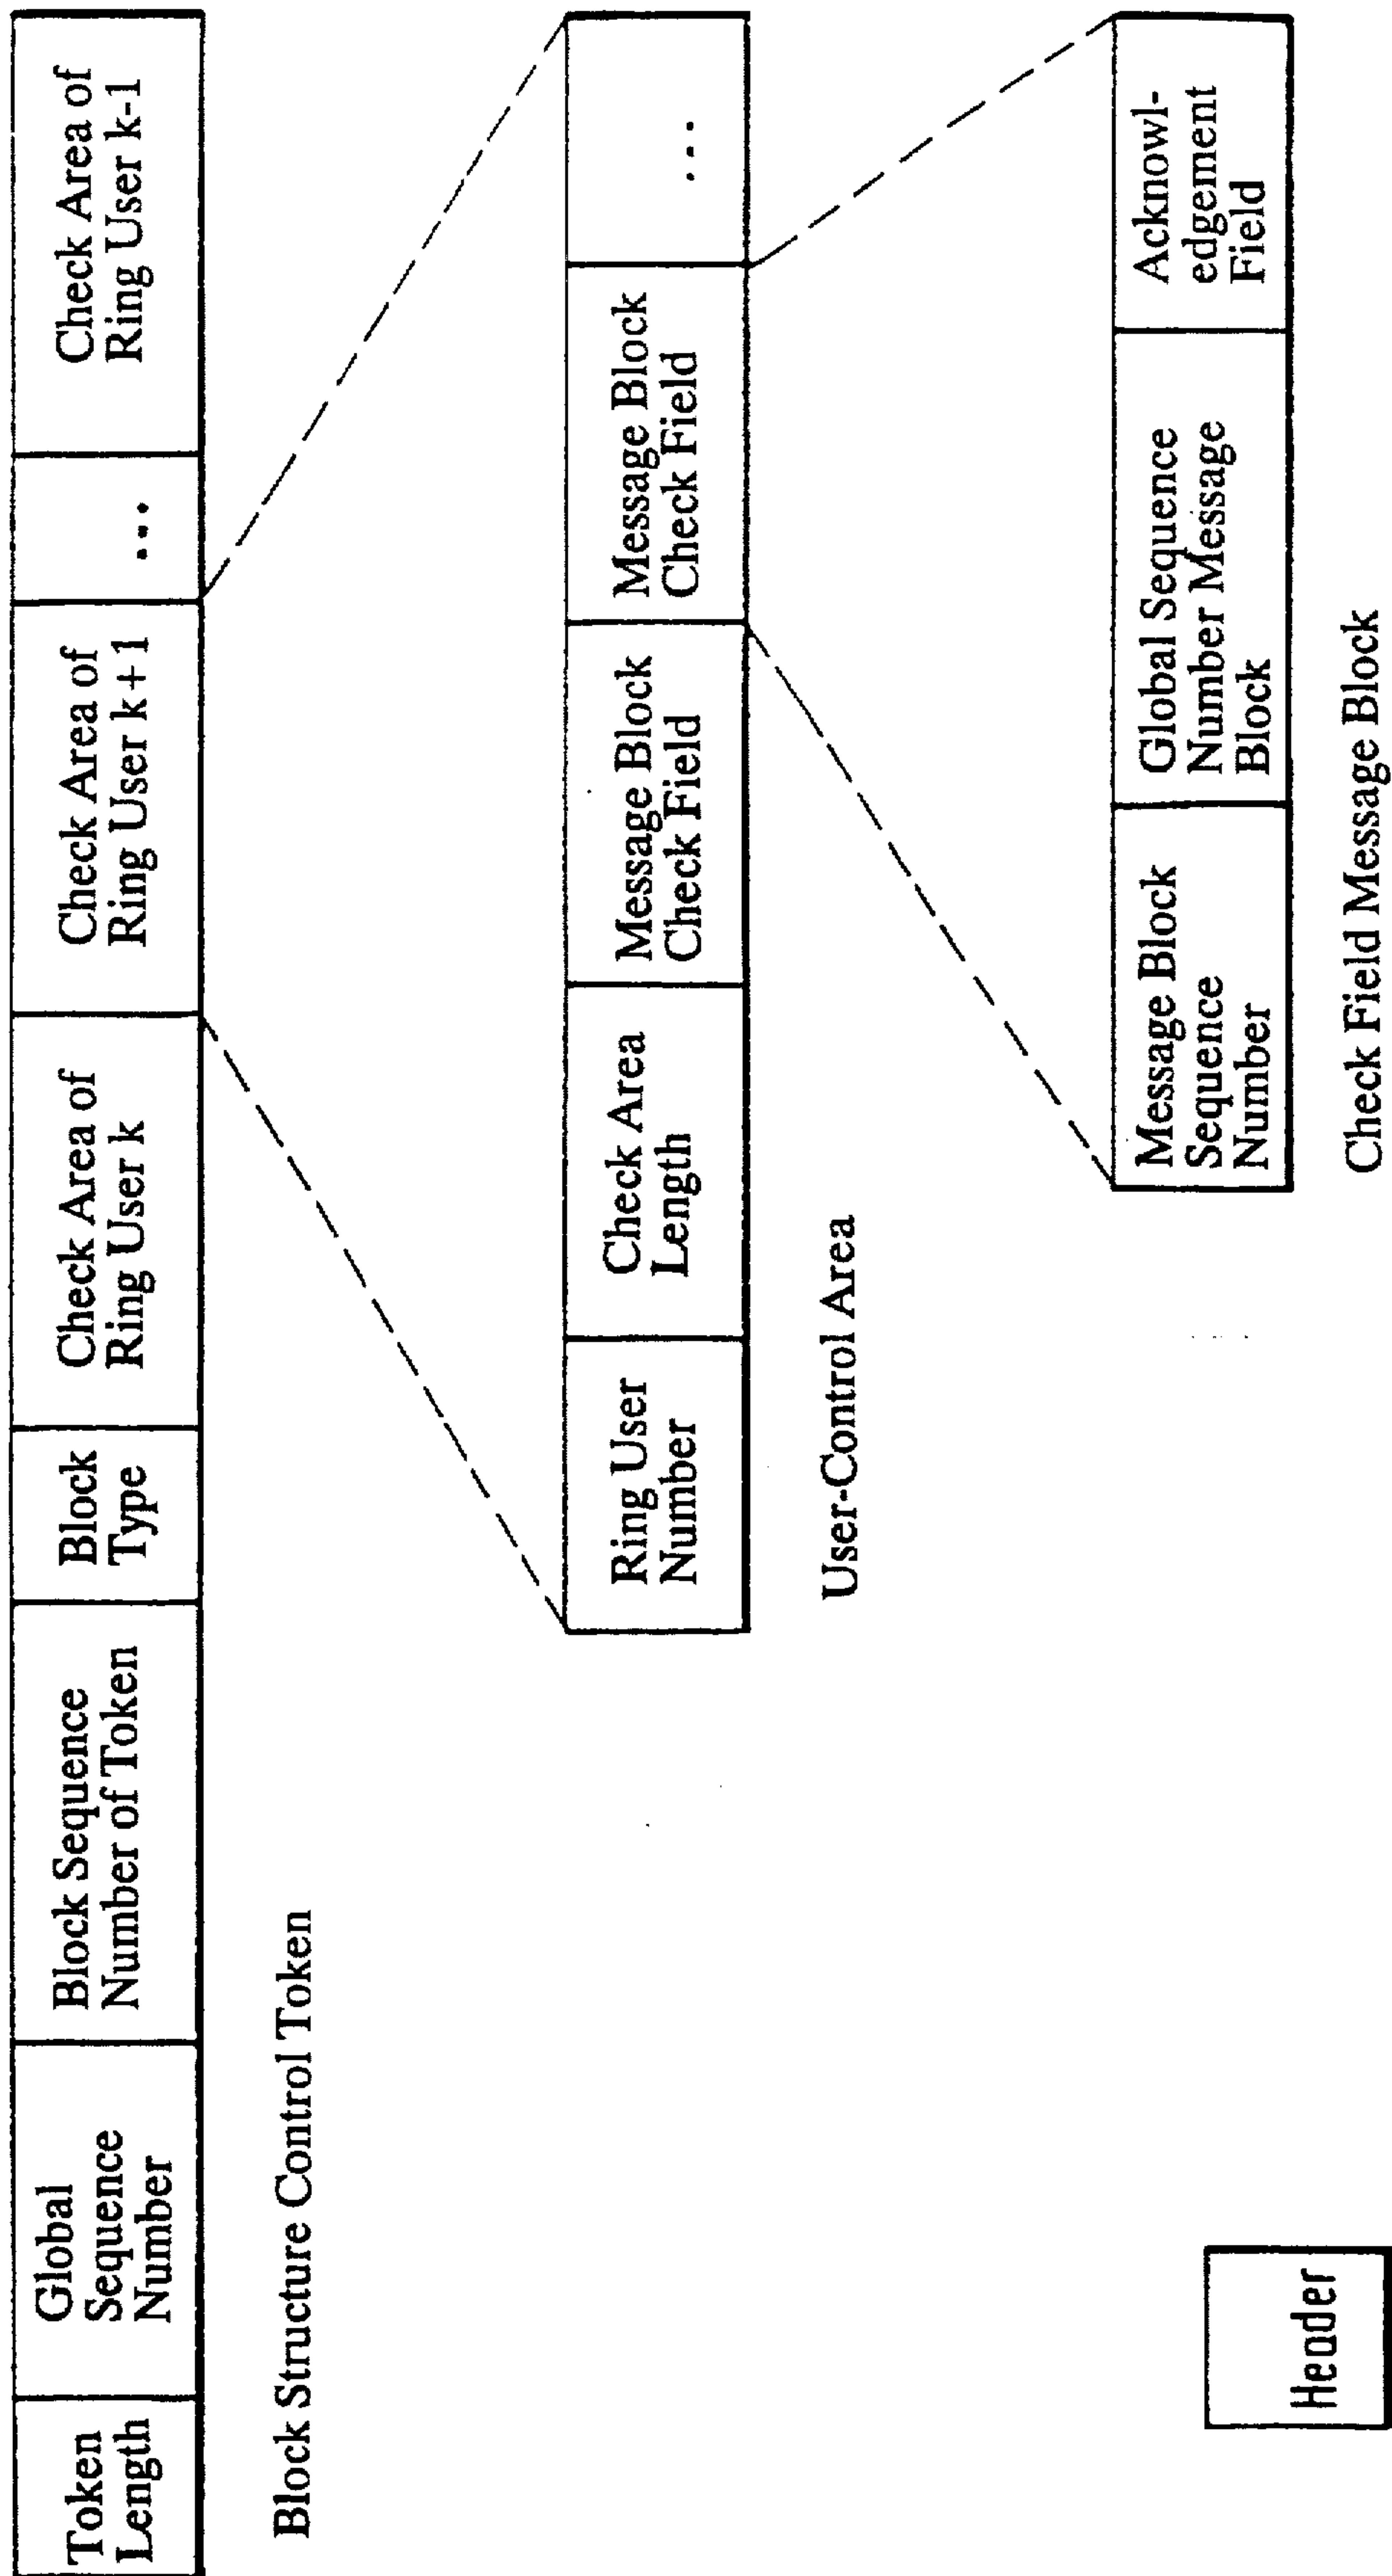 Token
Length
Global
Sequence
Number
Block Sequence
Number of Token
Block
Type
Check Area of
Ring User k
Check Area of
Ring User k+1
...
Check Area of
Ring User k-1
Block Structure Control Token
Ring User
Number
Check Area
Length
Message Block
Check Field
Message Block
Check Field
...
User-Control Area
Message Block
Sequence
Number
Global Sequence
Number Message
Block
Acknowl-
edgement
Field
Check Field Message Block
Header